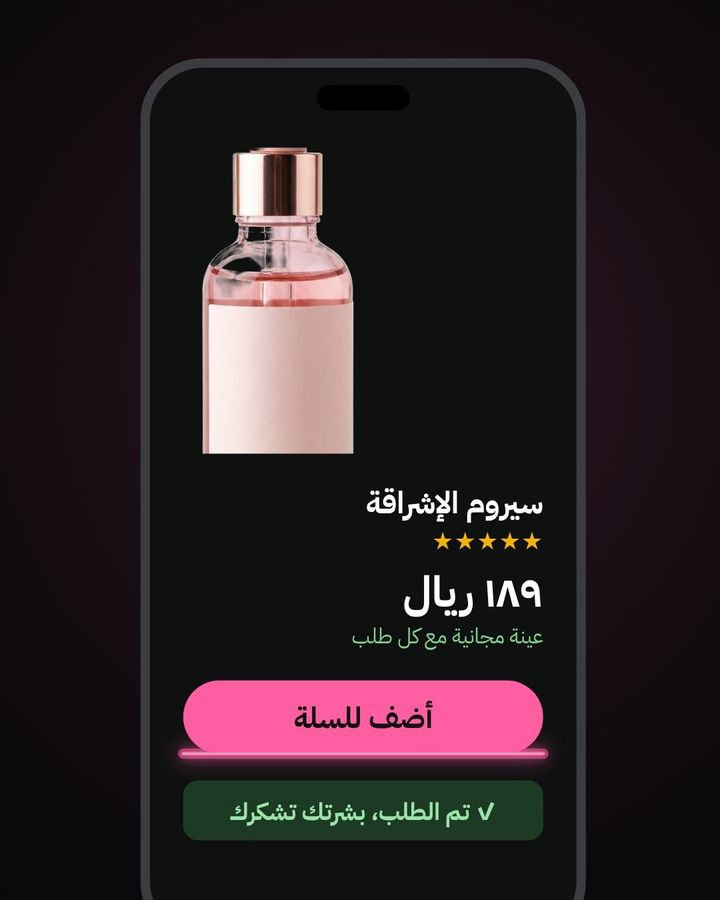 سيروم الإشراقة
★★★★★
١٨٩ ريال
عينة مجانية مع كل طلب
أضف للسلة
✓ تم الطلب، بشرتك تشكرك